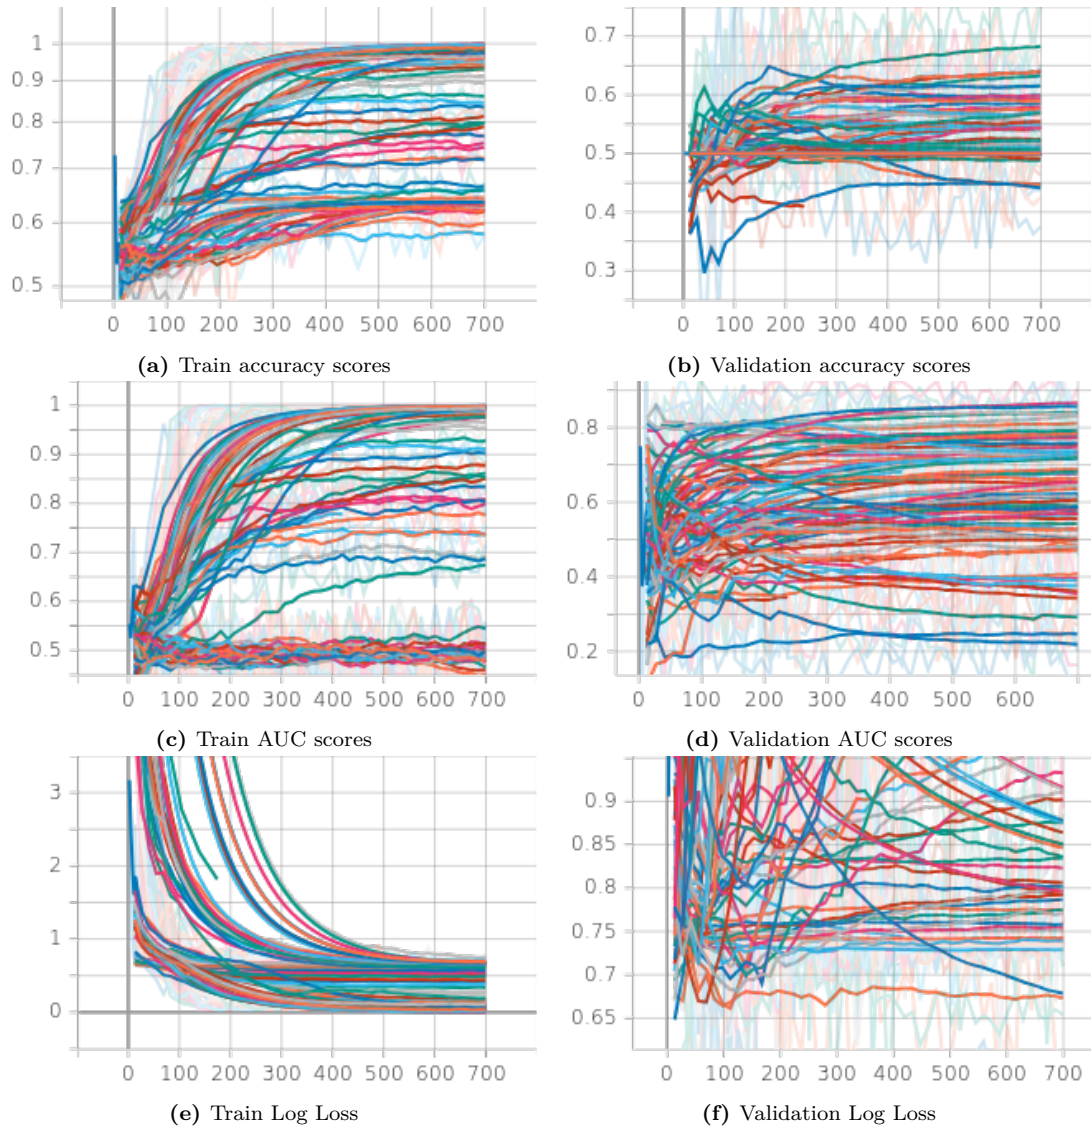 1
0.9
0.8
0.7
0.6
0.5
0 100 200 300 400 500 600 700
(a) Train accuracy scores
0.7
0.6
0.5
0.4
0.3
0 100 200 300 400 500 600 700
(b) Validation accuracy scores
1
0.9
0.8
0.7
0.6
0.5
0 100 200 300 400 500 600 700
(c) Train AUC scores
0.8
0.6
0.4
0.2
0 100 200 300 400 500 600
(d) Validation AUC scores
3
2
1
0
0 100 200 300 400 500 600 700
(e) Train Log Loss
0.9
0.85
0.8
0.75
0.7
0.65
0 100 200 300 400 500 600 700
(f) Validation Log Loss